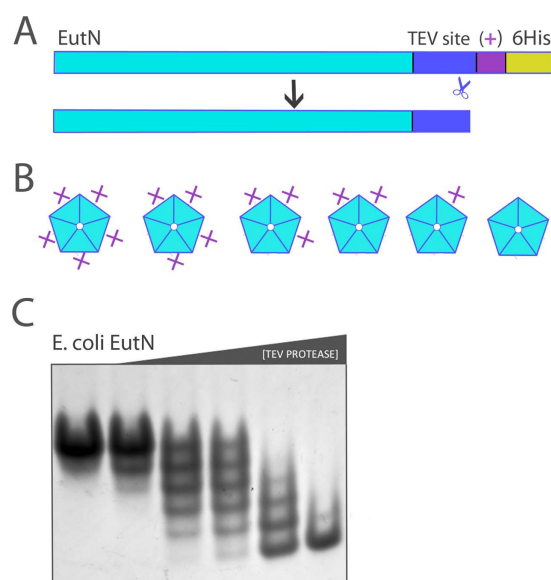 A
EutN TEV site (+) 6His
B
C
E. coli EutN
[TEV PROTEASE]